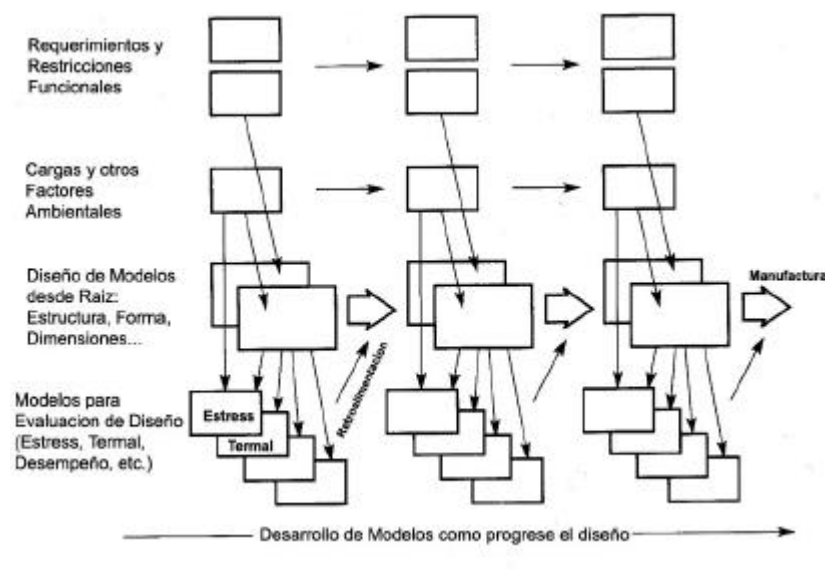 Requerimientos y
Restricciones
Funcionales
Cargas y otros
Factores
Ambientales
Diseño de Modelos
desde Raiz:
Estructura, Forma,
Dimensiones...
Manufactura
Modelos para
Evaluacion de Diseño
(Estress, Termal,
Desempeño, etc.)
Estress
Termal
Retroalimentacion
Desarrollo de Modelos como progrese el diseño